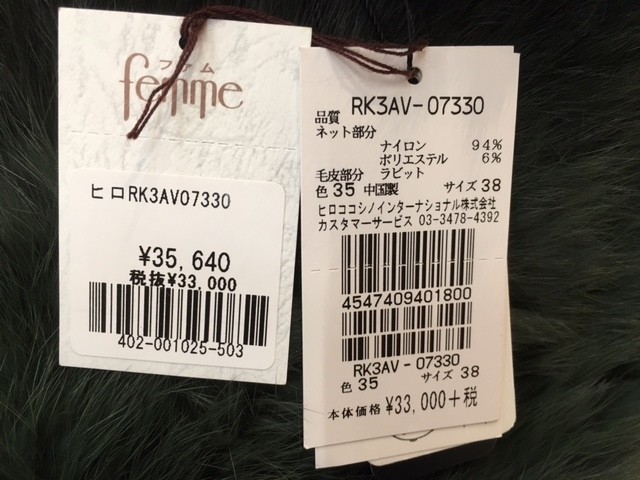 ファム
femme
ヒロRK3AV07330
¥35,640
税抜¥33,000
402-001025-503
RK3AV-07330
品質
ネット部分
ナイロン 94%
ポリエステル 6%
毛皮部分 ラビット
色 35 中国製 サイズ 38
ヒロココシノインターナショナル株式会社
カスタマーサービス 03-3478-4392
4547409401800
RK3AV-07330
色 35 サイズ 38
本体価格 ¥33,000+税